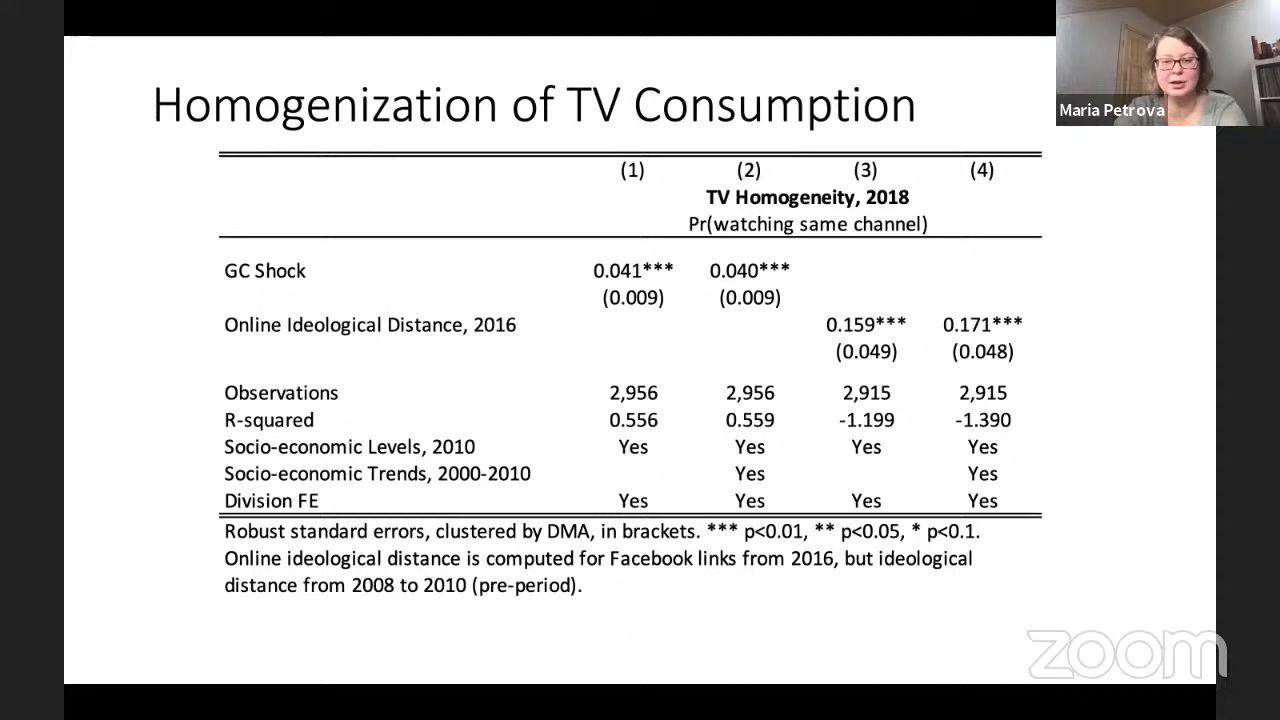 Homogenization of TV Consumption
Maria Petrova
(1) (2) (3) (4)
TV Homogeneity, 2018
Pr(watching same channel)
GC Shock 0.041*** 0.040***
(0.009) (0.009)
Online Ideological Distance, 2016 0.159*** 0.171***
(0.049) (0.048)
Observations 2,956 2,956 2,915 2,915
R-squared 0.556 0.559 -1.199 -1.390
Socio-economic Levels, 2010 Yes Yes Yes Yes
Socio-economic Trends, 2000-2010 Yes Yes
Division FE Yes Yes Yes Yes
Robust standard errors, clustered by DMA, in brackets. *** p<0.01, ** p<0.05, * p<0.1.
Online ideological distance is computed for Facebook links from 2016, but ideological
distance from 2008 to 2010 (pre-period).
zoom